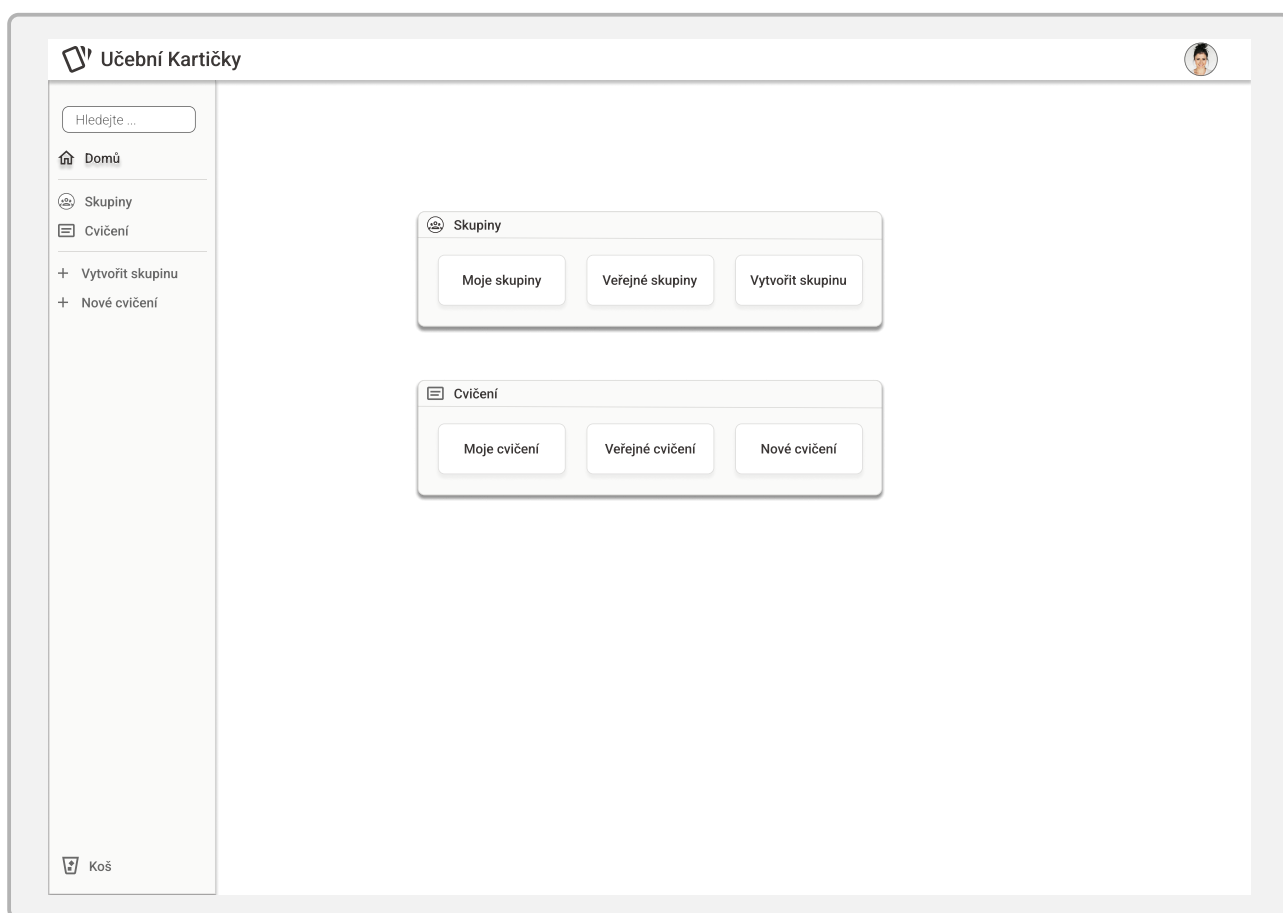 Učební Kartičky
Hledejte ...
Domů
Skupiny
Cvičení
Vytvořit skupinu
Nové cvičení
Koš
Skupiny
Moje skupiny
Veřejné skupiny
Vytvořit skupinu
Cvičení
Moje cvičení
Veřejné cvičení
Nové cvičení